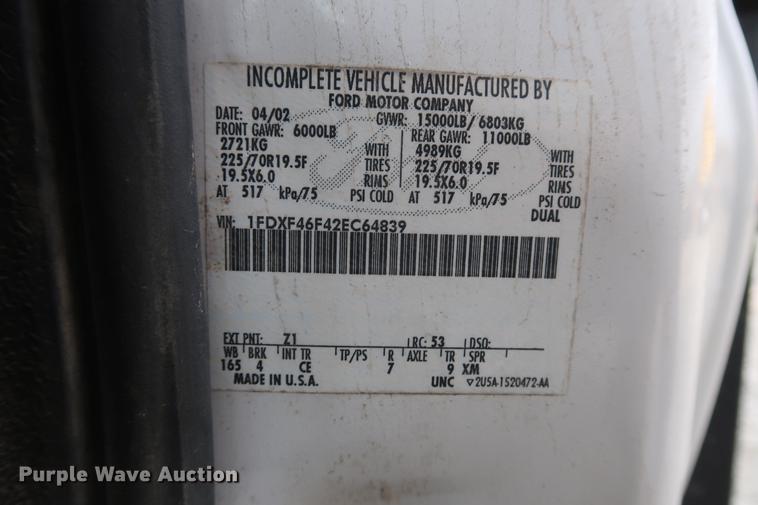 INCOMPLETE VEHICLE MANUFACTURED BY
FORD MOTOR COMPANY
DATE: 04/02 GVWR: 15000LB/ 6803KG
FRONT GAWR: 6000LB REAR GAWR: 11000LB
2721KG WITH 4989KG WITH
225/70R19.5F TIRES 225/70R19.5F TIRES
19.5X6.0 RIMS 19.5X6.0 RIMS
AT 517 kPa/75 PSI COLD AT 517 kPa/75 PSI COLD
DUAL
VIN: 1FDXF46F42EC64839
EXT PNT: Z1 RC: 53 DSO:
WB BRK INT TR TP/PS R AXLE TR SPR
165 4 CE 7 9 XM
MADE IN U.S.A. UNC ▽2U5A-1520472-AA
Purple Wave Auction